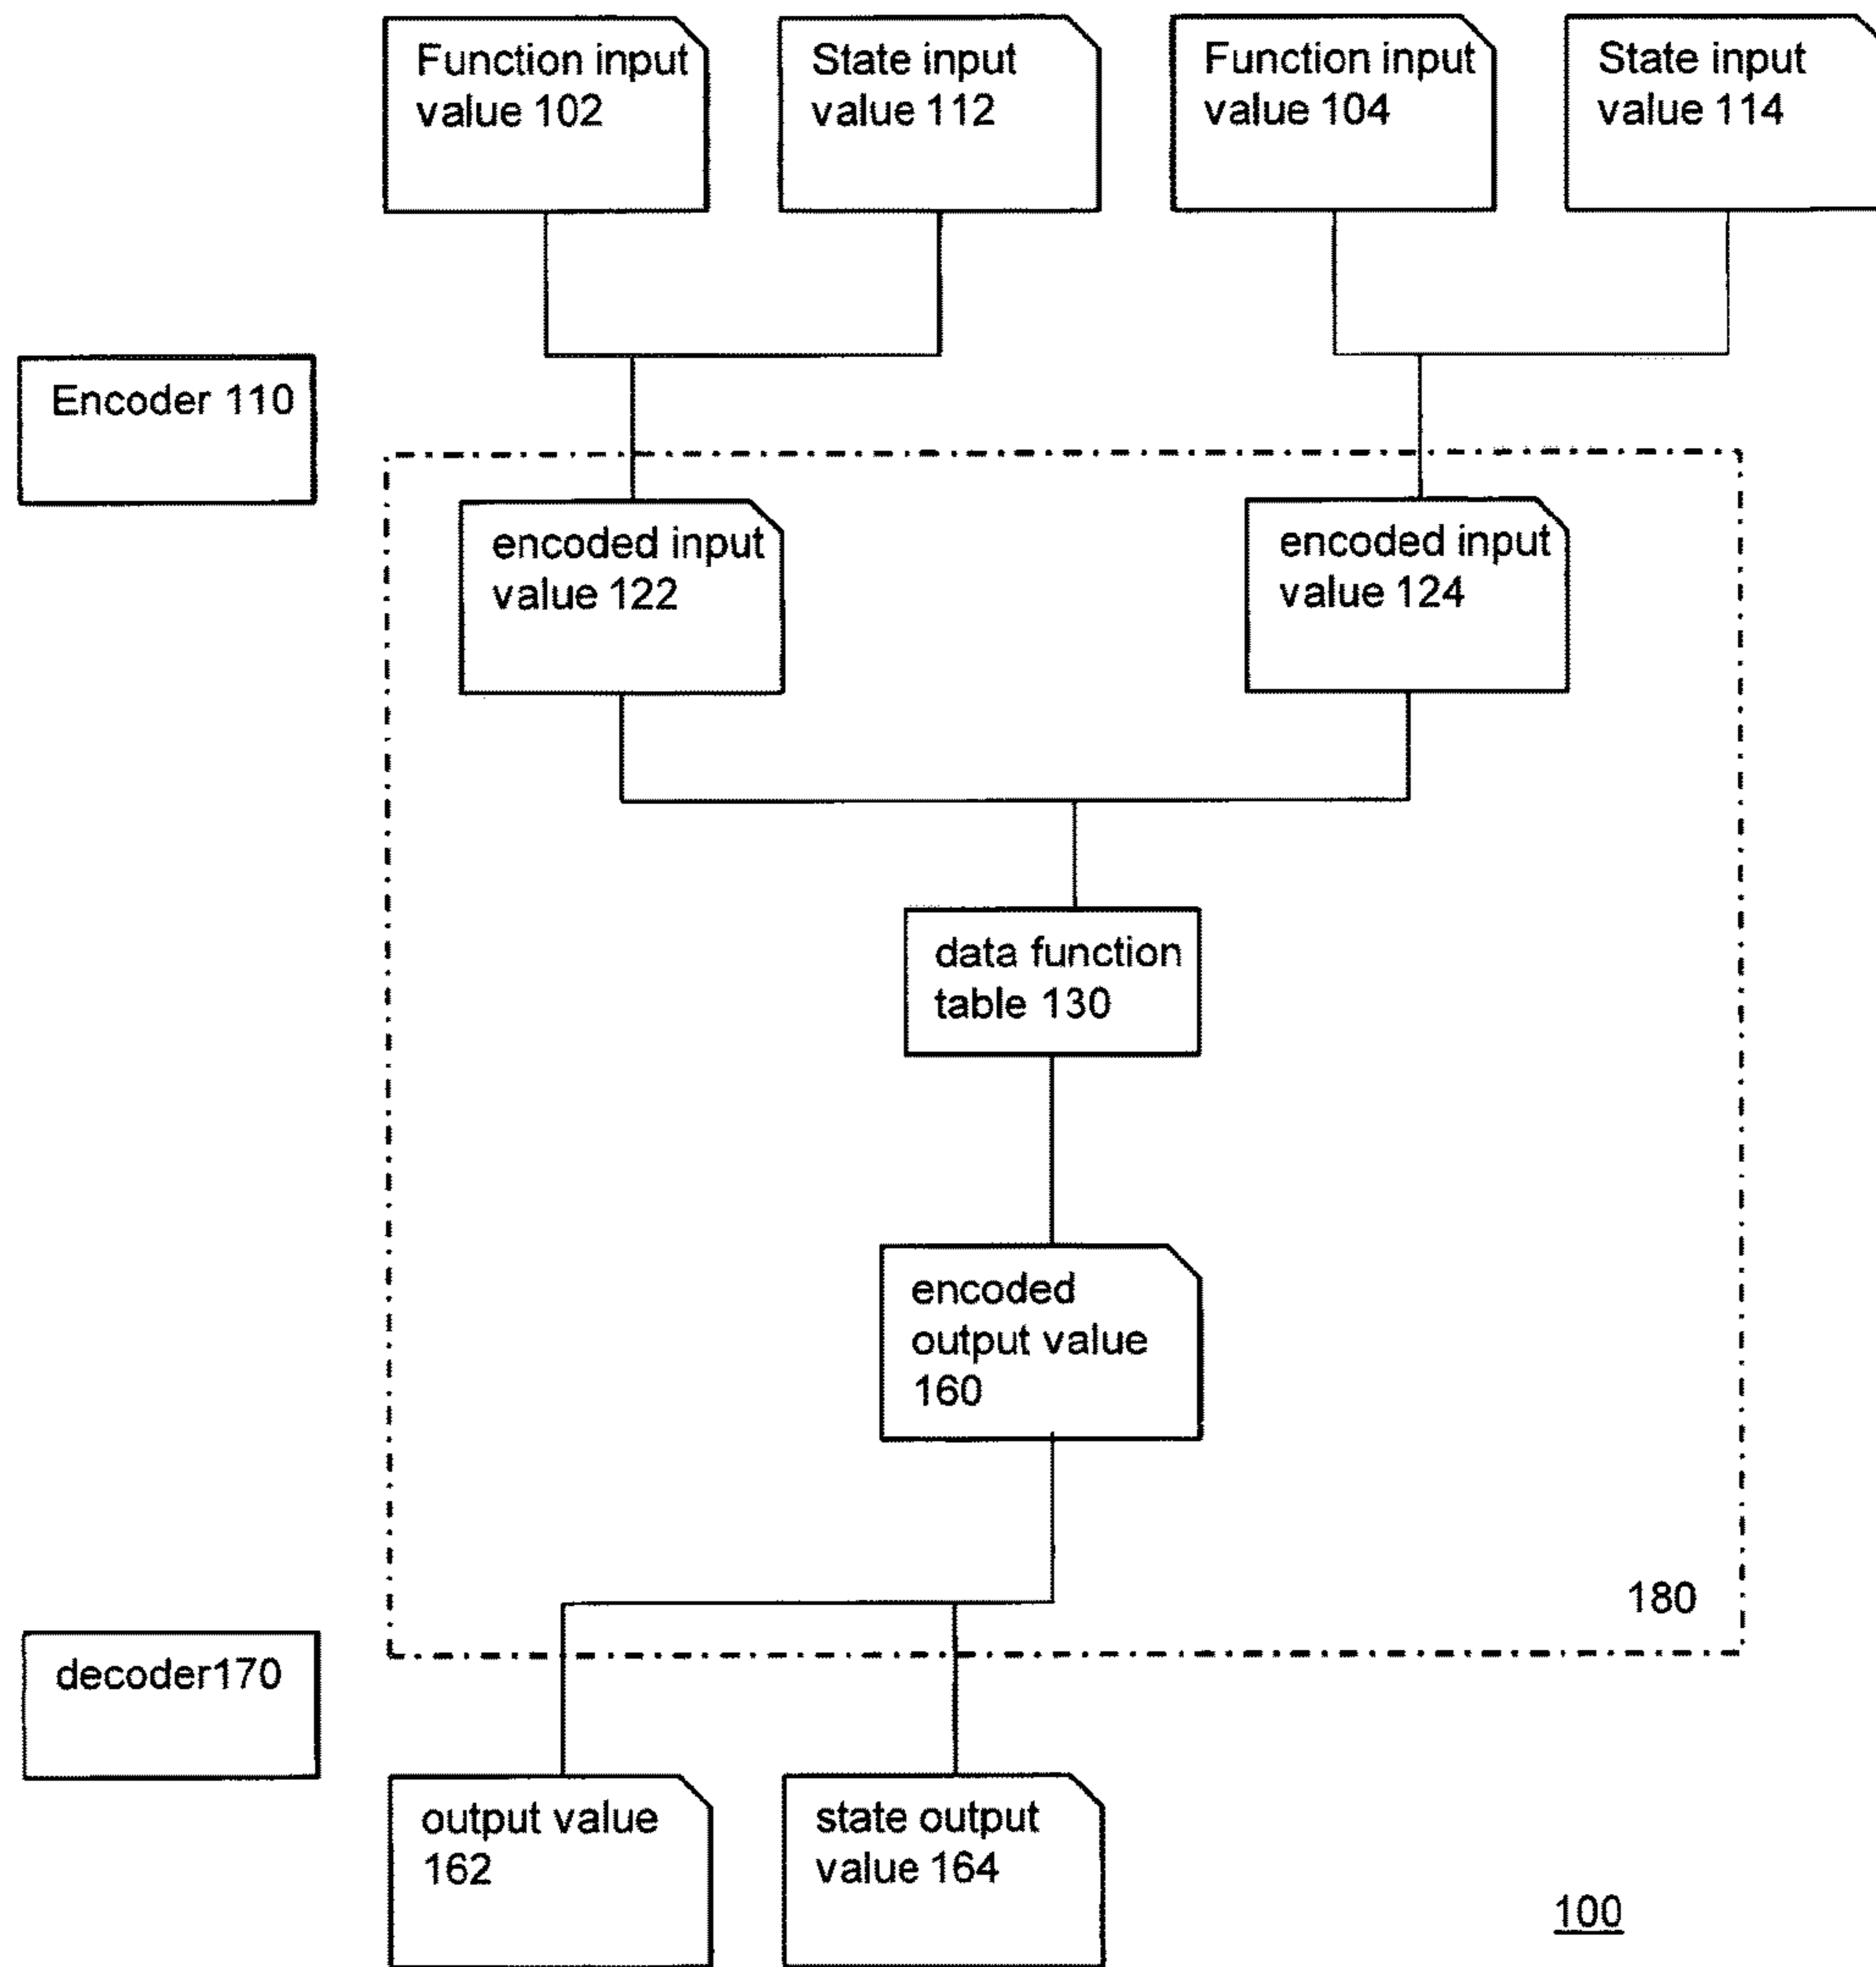 Function input
value 102
State input
value 112
Function input
value 104
State input
value 114
Encoder 110
encoded input
value 122
encoded input
value 124
data function
table 130
encoded
output value
160
180
decoder170
output value
162
state output
value 164
100